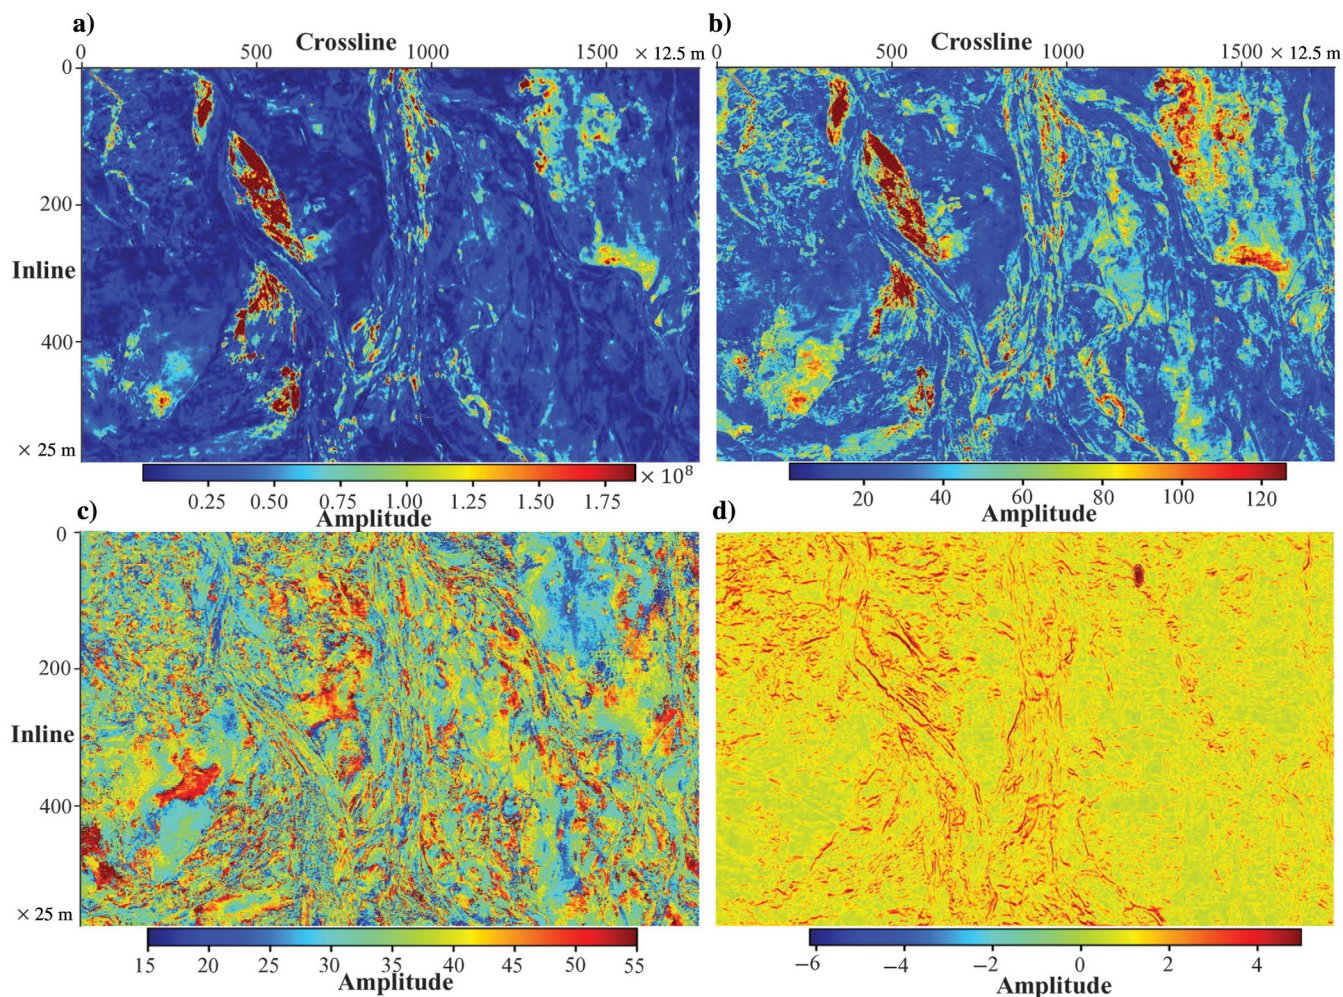 a)
b)
Crossline
Crossline
0 500 1000 1500 × 12.5 m
0 500 1000 1500 × 12.5 m
0
200
Inline
400
× 25 m
0.25 0.50 0.75 1.00 1.25 1.50 1.75 × 10⁸
Amplitude
20 40 60 80 100 120
Amplitude
c)
d)
0
200
Inline
400
× 25 m
15 20 25 30 35 40 45 50 55
Amplitude
−6 −4 −2 0 2 4
Amplitude